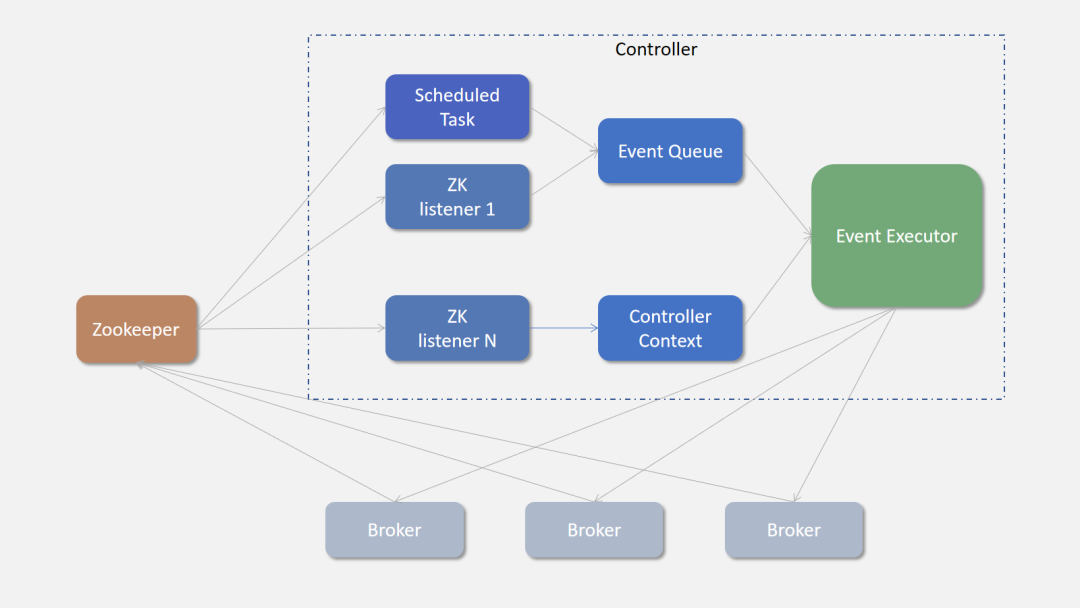 Controller
Scheduled
Task
Event Queue
ZK
listener 1
Event Executor
Zookeeper
ZK
listener N
Controller
Context
Broker
Broker
Broker